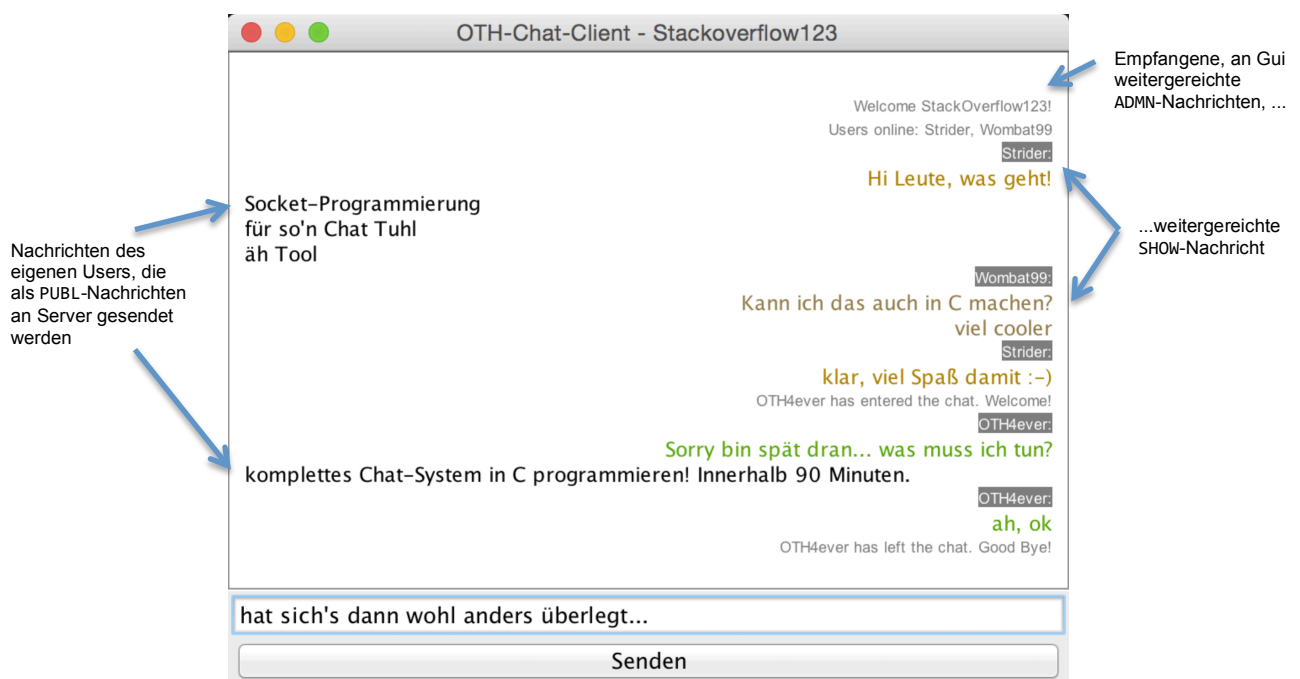 OTH-Chat-Client - Stackoverflow123
Empfangene, an Gui
weitergereichte
ADMN-Nachrichten, ...
Welcome StackOverflow123!
Users online: Strider, Wombat99
Strider:
Hi Leute, was geht!
Socket-Programmierung
für so'n Chat Tuhl
äh Tool
...weitergereichte
SHOW-Nachricht
Nachrichten des
eigenen Users, die
als PUBL-Nachrichten
an Server gesendet
werden
Wombat99:
Kann ich das auch in C machen?
viel cooler
Strider:
klar, viel Spaß damit :-)
OTH4ever has entered the chat. Welcome!
OTH4ever:
Sorry bin spät dran... was muss ich tun?
komplettes Chat-System in C programmieren! Innerhalb 90 Minuten.
OTH4ever:
ah, ok
OTH4ever has left the chat. Good Bye!
hat sich's dann wohl anders überlegt...
Senden